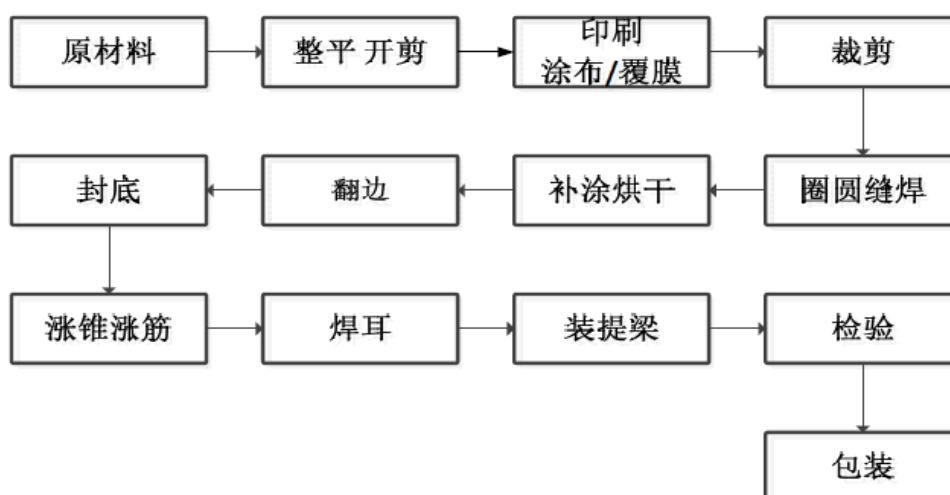 原材料
整平 开剪
印刷
涂布/覆膜
裁剪
圈圆缝焊
补涂烘干
翻边
封底
涨锥涨筋
焊耳
装提梁
检验
包装